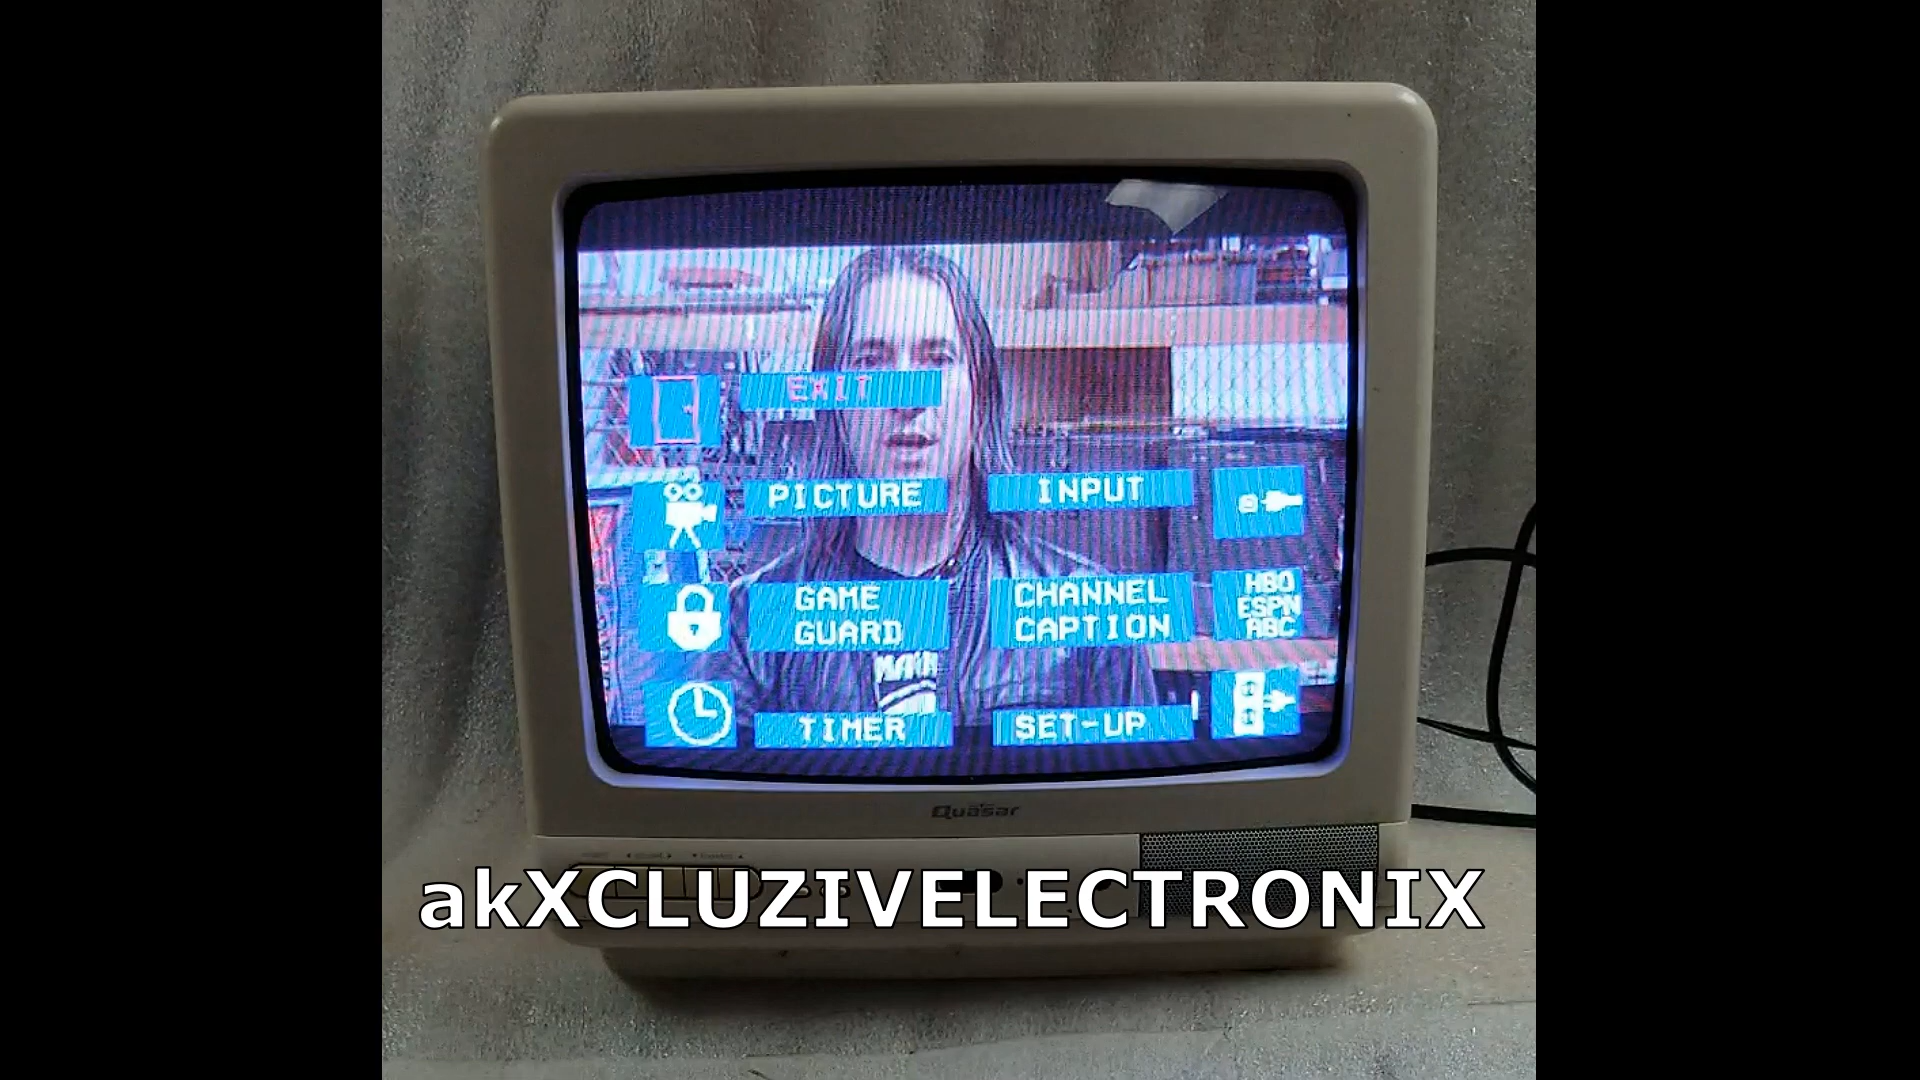 EXIT
PICTURE
INPUT
GAME
GUARD
CHANNEL
CAPTION
HBO
ESPN
ABC
TIMER
SET-UP
Quasar
akXCLUZIVELECTRONIX